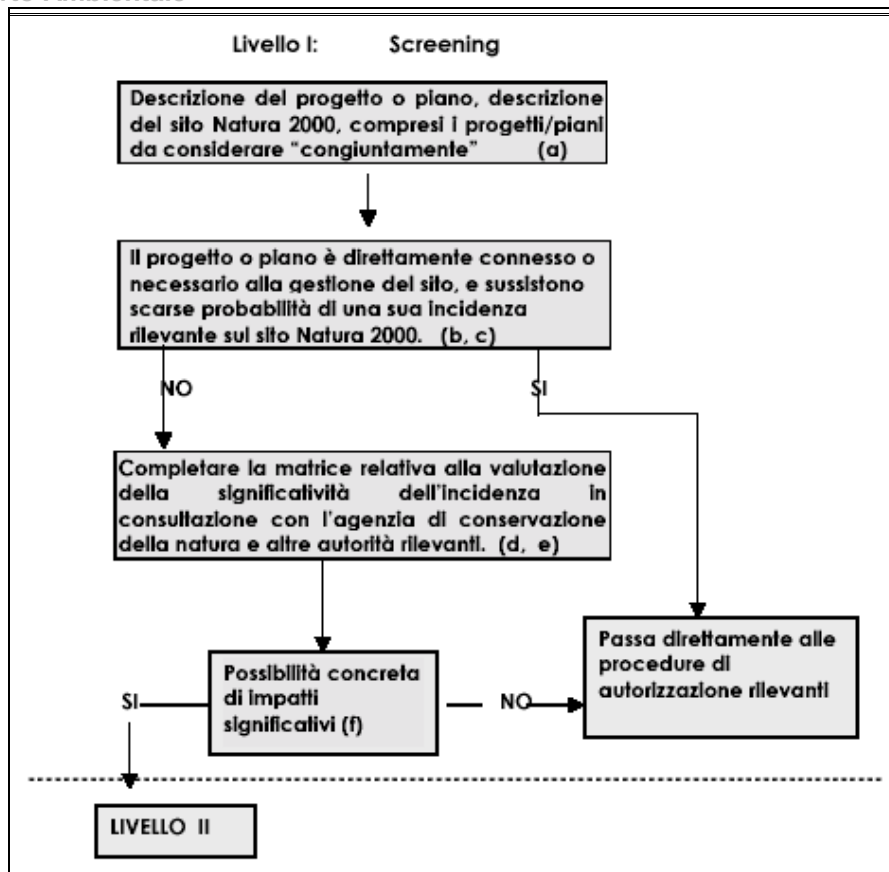 Livello I: Screening
Descrizione del progetto o piano, descrizione
del sito Natura 2000, compresi i progetti/piani
da considerare "congiuntamente" (a)
Il progetto o piano è direttamente connesso o
necessario alla gestione del sito, e sussistono
scarse probabilità di una sua incidenza
rilevante sul sito Natura 2000. (b, c)
NO
SI
Completare la matrice relativa alla valutazione
della significatività dell'incidenza in
consultazione con l'agenzia di conservazione
della natura e altre autorità rilevanti. (d, e)
Possibilità concreta
di impatti
significativi (f)
SI
NO
Passa direttamente alle
procedure di
autorizzazione rilevanti
LIVELLO II